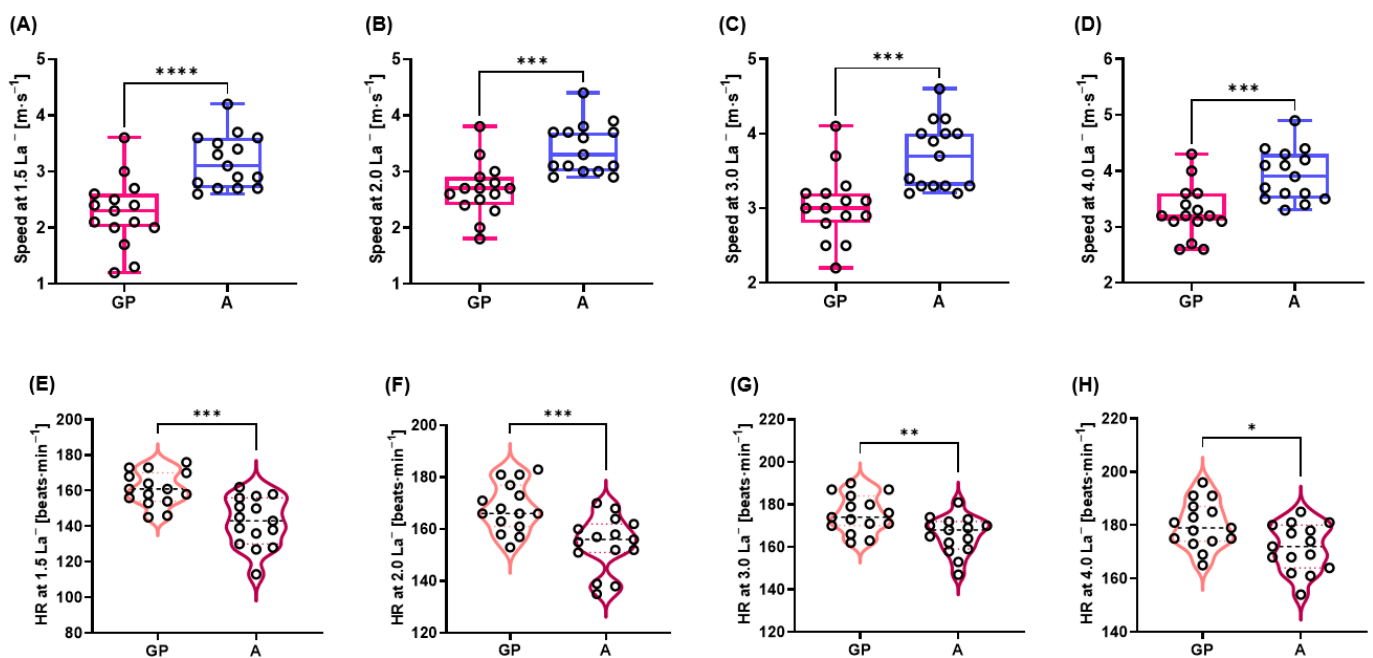 (A)
Speed at 1.5 La⁻ [m·s⁻¹]
5
4
3
2
1
****
GP A
(B)
Speed at 2.0 La⁻ [m·s⁻¹]
5
4
3
2
1
***
GP A
(C)
Speed at 3.0 La⁻ [m·s⁻¹]
5
4
3
2
***
GP A
(D)
Speed at 4.0 La⁻ [m·s⁻¹]
6
5
4
3
2
***
GP A
(E)
HR at 1.5 La⁻ [beats·min⁻¹]
200
180
160
140
120
100
80
***
GP A
(F)
HR at 2.0 La⁻ [beats·min⁻¹]
200
180
160
140
120
***
GP A
(G)
HR at 3.0 La⁻ [beats·min⁻¹]
220
200
180
160
140
120
**
GP A
(H)
HR at 4.0 La⁻ [beats·min⁻¹]
220
200
180
160
140
*
GP A